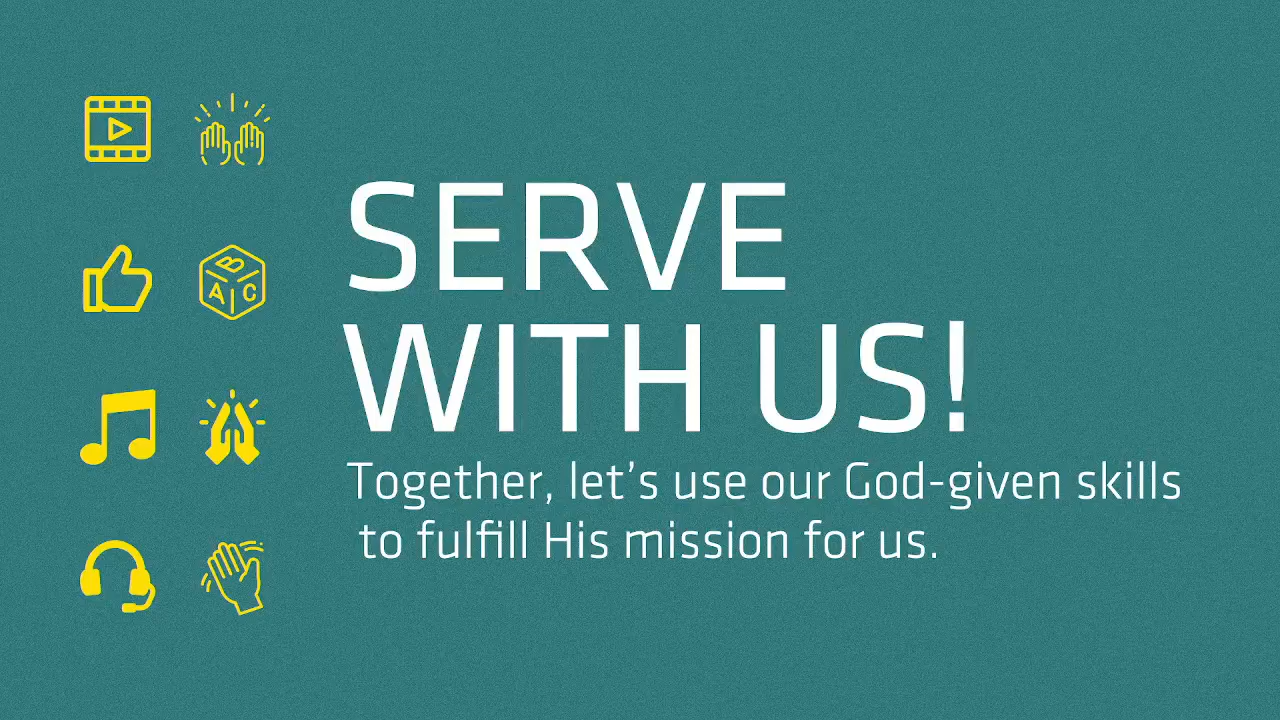 B
A C
SERVE
WITH US!
Together, let’s use our God-given skills
to fulfill His mission for us.